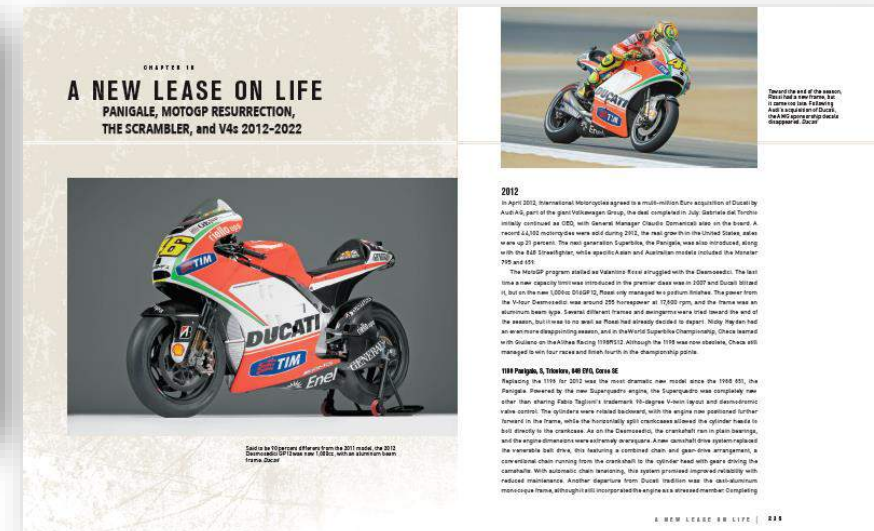 CHAPTER 10
A NEW LEASE ON LIFE
PANIGALE, MOTOGP RESURRECTION,
THE SCRAMBLER, and V4s 2012–2022
46
TIM
DUCATI
TIM
Enel
GENERALI
Said to be 90 percent different from the 2011 model, the 2012
Desmosedici GP12 was now 1,000cc, with an aluminum beam
frame. Ducati
DUCATI
TIM
46
Toward the end of the season,
Rossi had a new frame, but
it came too late. Following
Audi's acquisition of Ducati,
the AMG sponsorship decals
disappeared. Ducati
2012
In April 2012, International Motorcycles agreed to a multi-million Euro acquisition of Ducati by
Audi AG, part of the giant Volkswagen Group, the deal completed in July. Gabriele del Torchio
initially continued as CEO, with General Manager Claudio Domenicali also on the board. A
record 44,102 motorcycles were sold during 2012, the real growth in the United States, sales
were up 21 percent. The next generation Superbike, the Panigale, was also introduced, along
with the 848 Streetfighter, while specific Asian and Australian models included the Monster
795 and 659.
The MotoGP program stalled as Valentino Rossi struggled with the Desmosedici. The last
time a new capacity limit was introduced in the premier class was in 2007 and Ducati blitzed
it, but on the new 1,000cc D16GP12, Rossi only managed two podium finishes. The power from
the V-four Desmosedici was around 255 horsepower at 17,600 rpm, and the frame was an
aluminum beam type. Several different frames and swingarms were tried toward the end of
the season, but it was to no avail as Rossi had already decided to depart. Nicky Hayden had
an even more disappointing season, and in the World Superbike Championship, Checa teamed
with Giuliano on the Althea Racing 1198RS12. Although the 1198 was now obsolete, Checa still
managed to win four races and finish fourth in the championship points.
1199 Panigale, S, Tricolore, 848 EVO, Corse SE
Replacing the 1198 for 2012 was the most dramatic new model since the 1988 851, the
Panigale. Powered by the new Superquadro engine, the Superquadro was completely new
other than sharing Fabio Taglioni's trademark 90-degree V-twin layout and desmodromic
valve control. The cylinders were rotated backward, with the engine now positioned further
forward in the frame, while the horizontally split crankcases allowed the cylinder heads to
bolt directly to the crankcase. As on the Desmosedici, the crankshaft ran in plain bearings,
and the engine dimensions were extremely oversquare. A new camshaft drive system replaced
the venerable belt drive, this featuring a combined chain and gear-drive arrangement, a
conventional chain running from the crankshaft to the cylinder head with gears driving the
camshafts. With automatic chain tensioning, this system promised improved reliability with
reduced maintenance. Another departure from Ducati tradition was the cast-aluminum
monocoque frame, although it still incorporated the engine as a stressed member. Completing
A NEW LEASE ON LIFE |